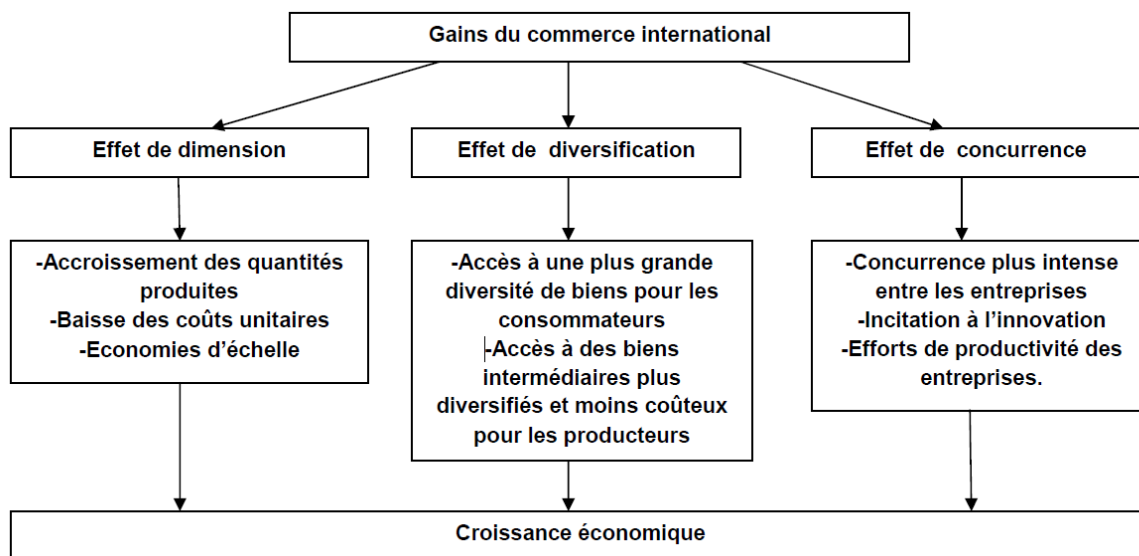 Gains du commerce international
Effet de dimension
Effet de  diversification
Effet de  concurrence
-Accroissement des quantités
produites
-Baisse des coûts unitaires
-Economies d'échelle
-Accès à une plus grande
diversité de biens pour les
consommateurs
-Accès à des biens
intermédiaires plus
diversifiés et moins coûteux
pour les producteurs
-Concurrence plus intense
entre les entreprises
-Incitation à l'innovation
-Efforts de productivité des
entreprises.
Croissance économique